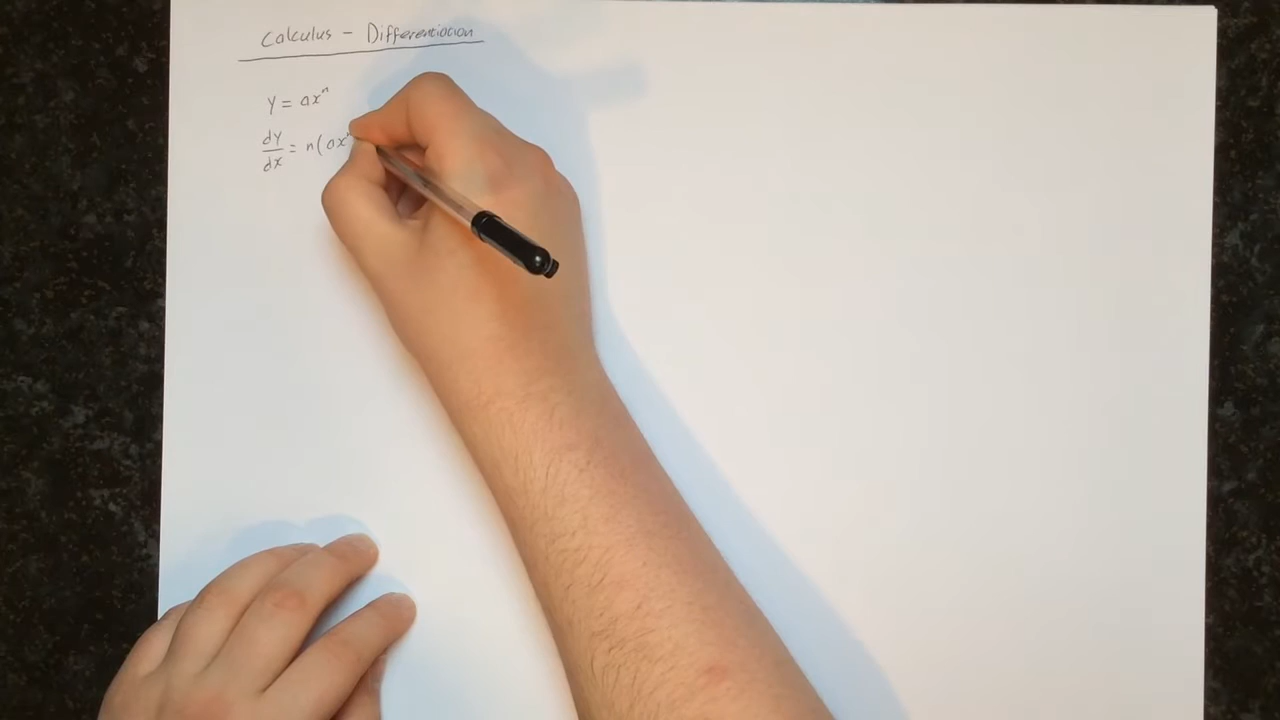 Calculus - Differentiation
y = ax^n
dy/dx = n(ax